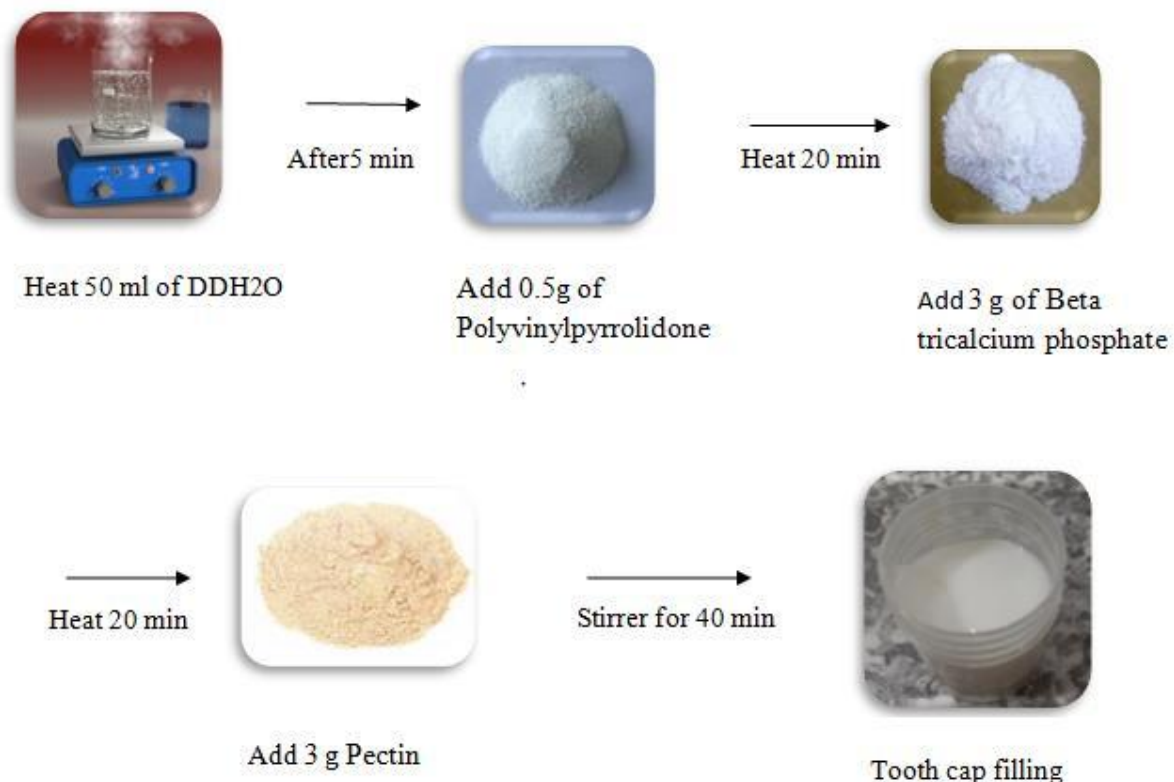 After5 min
Heat 20 min
Heat 50 ml of DDH2O
Add 0.5g of
Polyvinylpyrrolidone
.
Add 3 g of Beta
tricalcium phosphate
Heat 20 min
Stirrer for 40 min
Add 3 g Pectin
Tooth cap filling